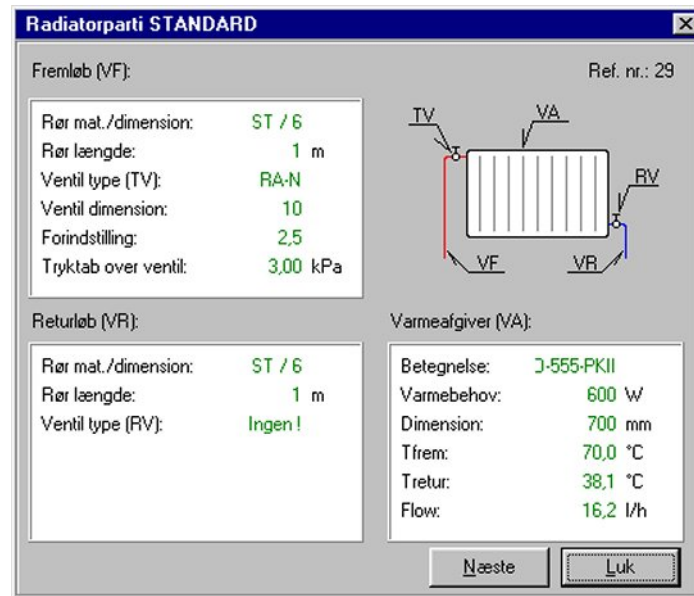 Radiatorparti STANDARD
Fremløb (VF):
Ref. nr.: 29
Rør mat./dimension: ST / 6
Rør længde: 1 m
Ventil type (TV): RA-N
Ventil dimension: 10
Forindstilling: 2,5
Tryktab over ventil: 3,00 kPa
TV
VA
RV
VF
VR
Returløb (VR):
Rør mat./dimension: ST / 6
Rør længde: 1 m
Ventil type (RV): Ingen !
Varmeafgiver (VA):
Betegnelse: -555-PKII
Varmebehov: 600 W
Dimension: 700 mm
Tfrem: 70,0 °C
Tretur: 38,1 °C
Flow: 16,2 l/h
Næste
Luk